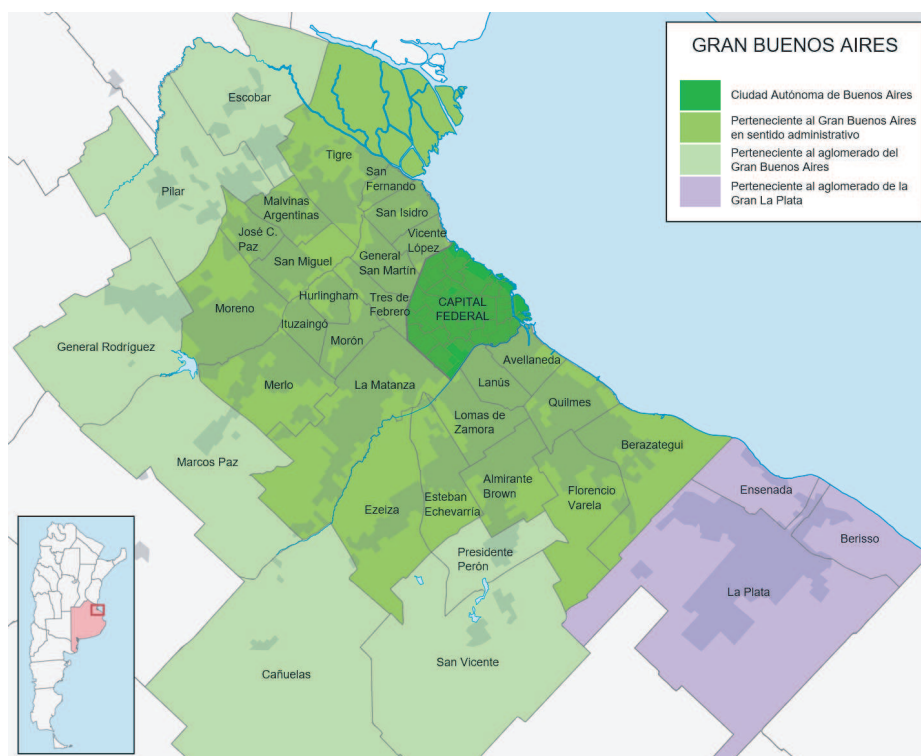 GRAN BUENOS AIRES
Ciudad Autónoma de Buenos Aires
Perteneciente al Gran Buenos Aires
en sentido administrativo
Perteneciente al aglomerado del
Gran Buenos Aires
Perteneciente al aglomerado de la
Gran La Plata
Escobar
Tigre
San
Fernando
Pilar
Malvinas
Argentinas
San Isidro
José C.
Paz
Vicente
López
San Miguel
General
San Martín
Hurlingham
Tres de
Febrero
CAPITAL
FEDERAL
Moreno
Ituzaingó
Morón
General Rodríguez
Avellaneda
Merlo
La Matanza
Lanús
Quilmes
Lomas de
Zamora
Berazategui
Marcos Paz
Ezeiza
Esteban
Echevarría
Almirante
Brown
Florencio
Varela
Ensenada
Berisso
Presidente
Perón
La Plata
Cañuelas
San Vicente